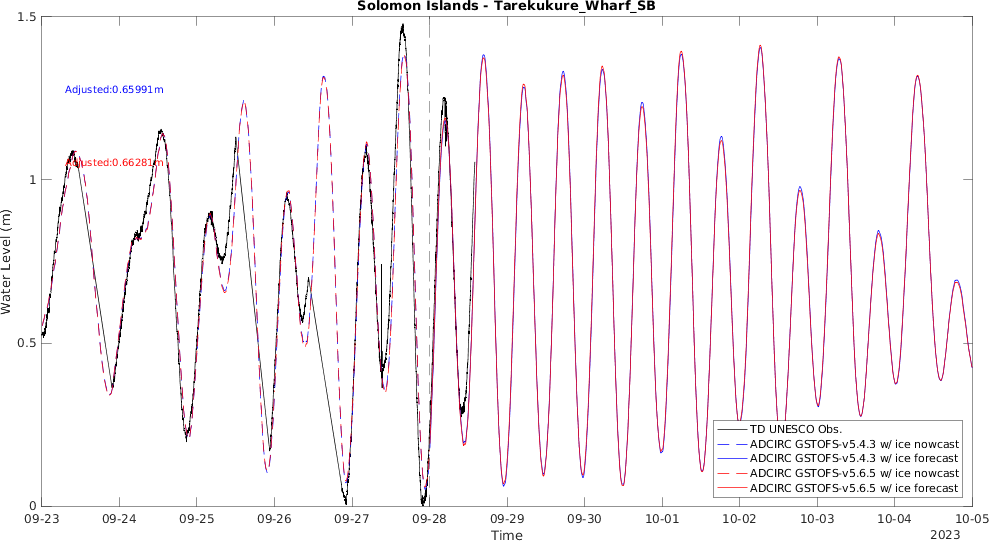 Solomon Islands - Tarekukure_Wharf_SB
1.5
Adjusted:0.65991m
Adjusted:0.66281m
1
0.5
0
Water Level (m)
TD UNESCO Obs.
ADCIRC GSTOFS-v5.4.3 w/ ice nowcast
ADCIRC GSTOFS-v5.4.3 w/ ice forecast
ADCIRC GSTOFS-v5.6.5 w/ ice nowcast
ADCIRC GSTOFS-v5.6.5 w/ ice forecast
09-23 09-24 09-25 09-26 09-27 09-28 09-29 09-30 10-01 10-02 10-03 10-04 10-05
Time
2023